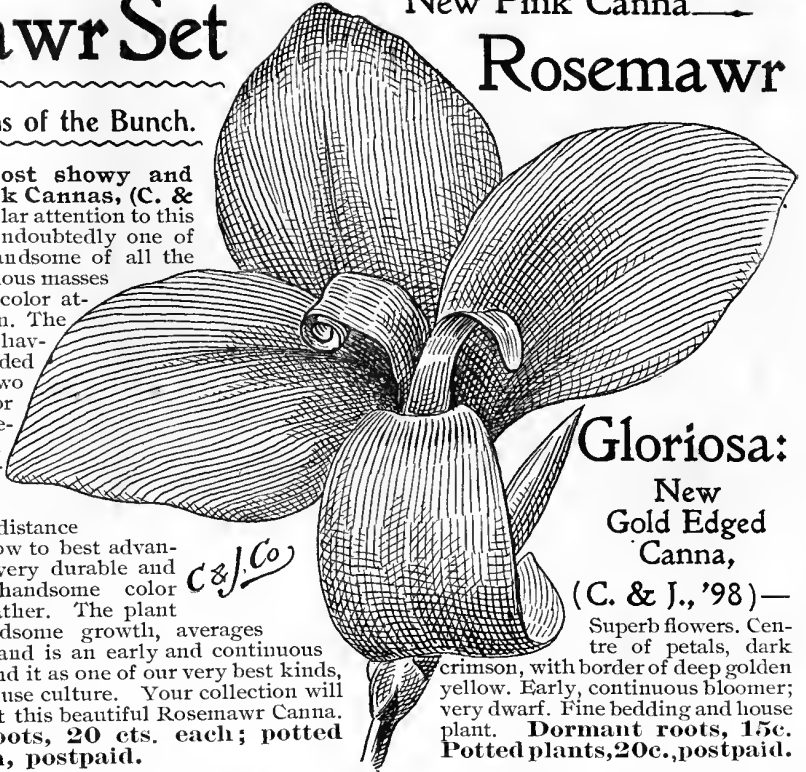 New Pink Canna
Rosemawr
awr Set
s of the Bunch.
ost showy and
k Cannas, (C. &
lar attention to this
ndoubtedly one of
andsome of all the
ious masses
color at-
n. The
hav-
ded
wo
or
e-
distance
ow to best advan-
very durable and
handsome color
ather. The plant
dsome growth, averages
and is an early and continuous
nd it as one of our very best kinds,
use culture. Your collection will
t this beautiful Rosemawr Canna.
oots, 20 cts. each; potted
, postpaid.
C & J. Co
Gloriosa:
New
Gold Edged
Canna,
(C. & J., '98)—
Superb flowers. Cen-
tre of petals, dark
crimson, with border of deep golden
yellow. Early, continuous bloomer;
very dwarf. Fine bedding and house
plant. Dormant roots, 15c.
Potted plants, 20c., postpaid.